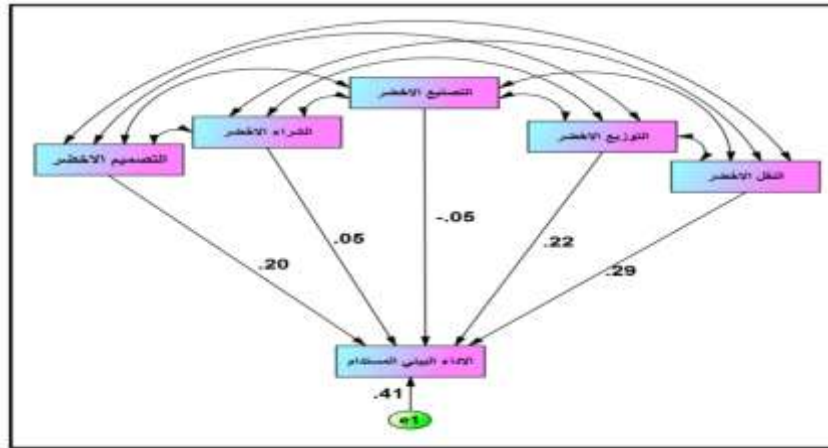 التصنيع الاخضر
الشراء الاخضر
التوزيع الاخضر
التصميم الاخضر
النقل الاخضر
-.05
.05
.22
.20
.29
الاداء البيئي المستدام
.41
e1